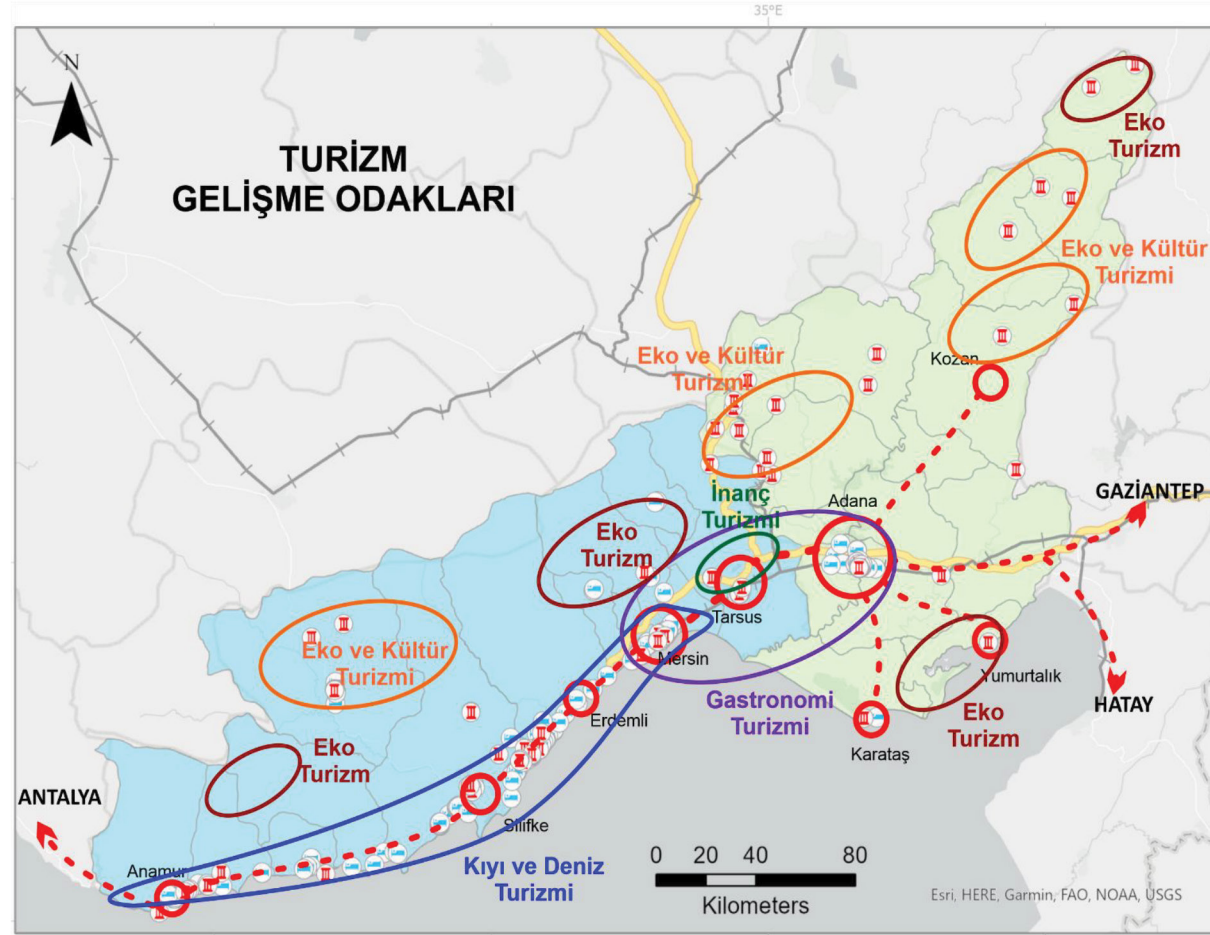 35°E
N
TURİZM
GELİŞME ODAKLARI
Eko
Turizm
Eko ve Kültür
Turizmi
Kozan
Eko ve Kültür
Turizmi
İnanç
Turizmi
Adana
GAZİANTEP
Eko
Turizm
Tarsus
Eko ve Kültür
Turizmi
Mersin
Yumurtalık
Gastronomi
Turizmi
HATAY
Erdemli
Eko
Turizm
Karataş
Eko
Turizm
ANTALYA
Silifke
Anamur
Kıyı ve Deniz
Turizmi
0 20 40 80
Kilometers
Esri, HERE, Garmin, FAO, NOAA, USGS